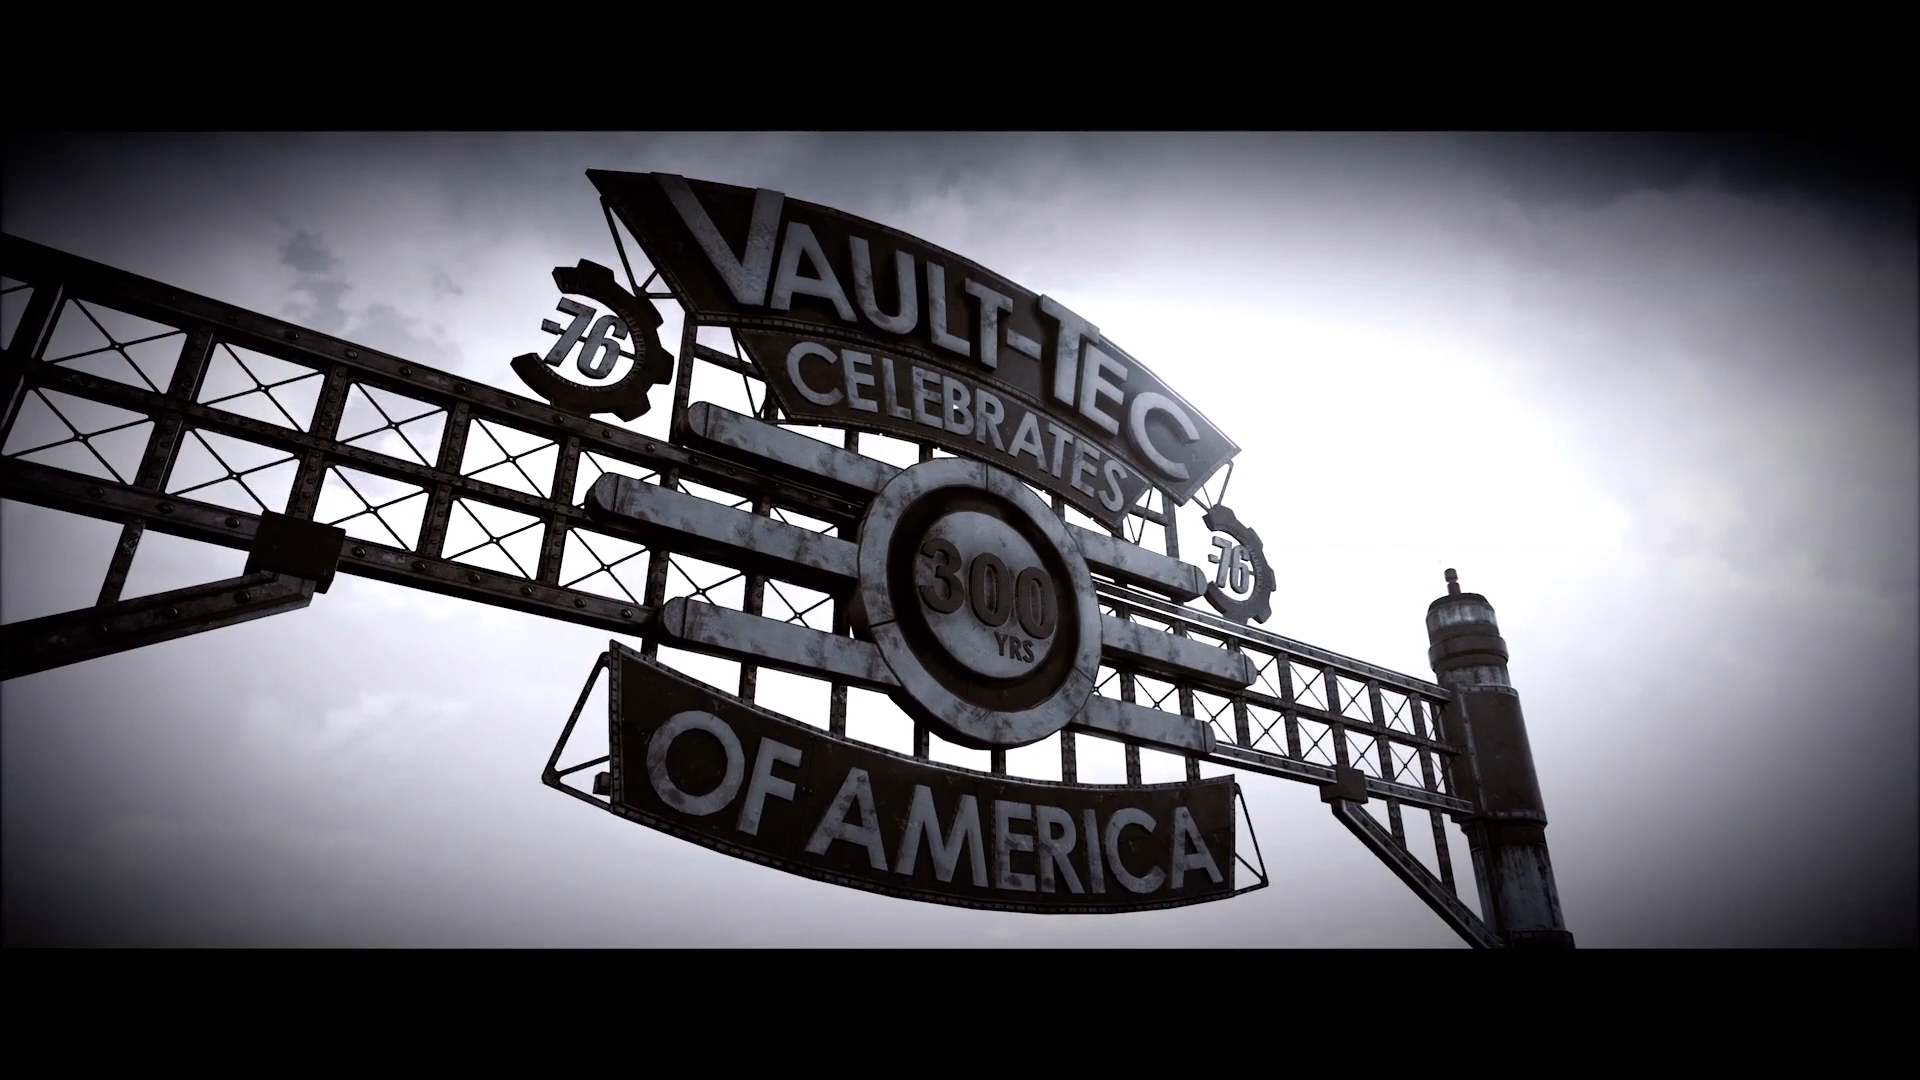 VAULT-TEC
CELEBRATES
76
76
300
YRS
OF AMERICA